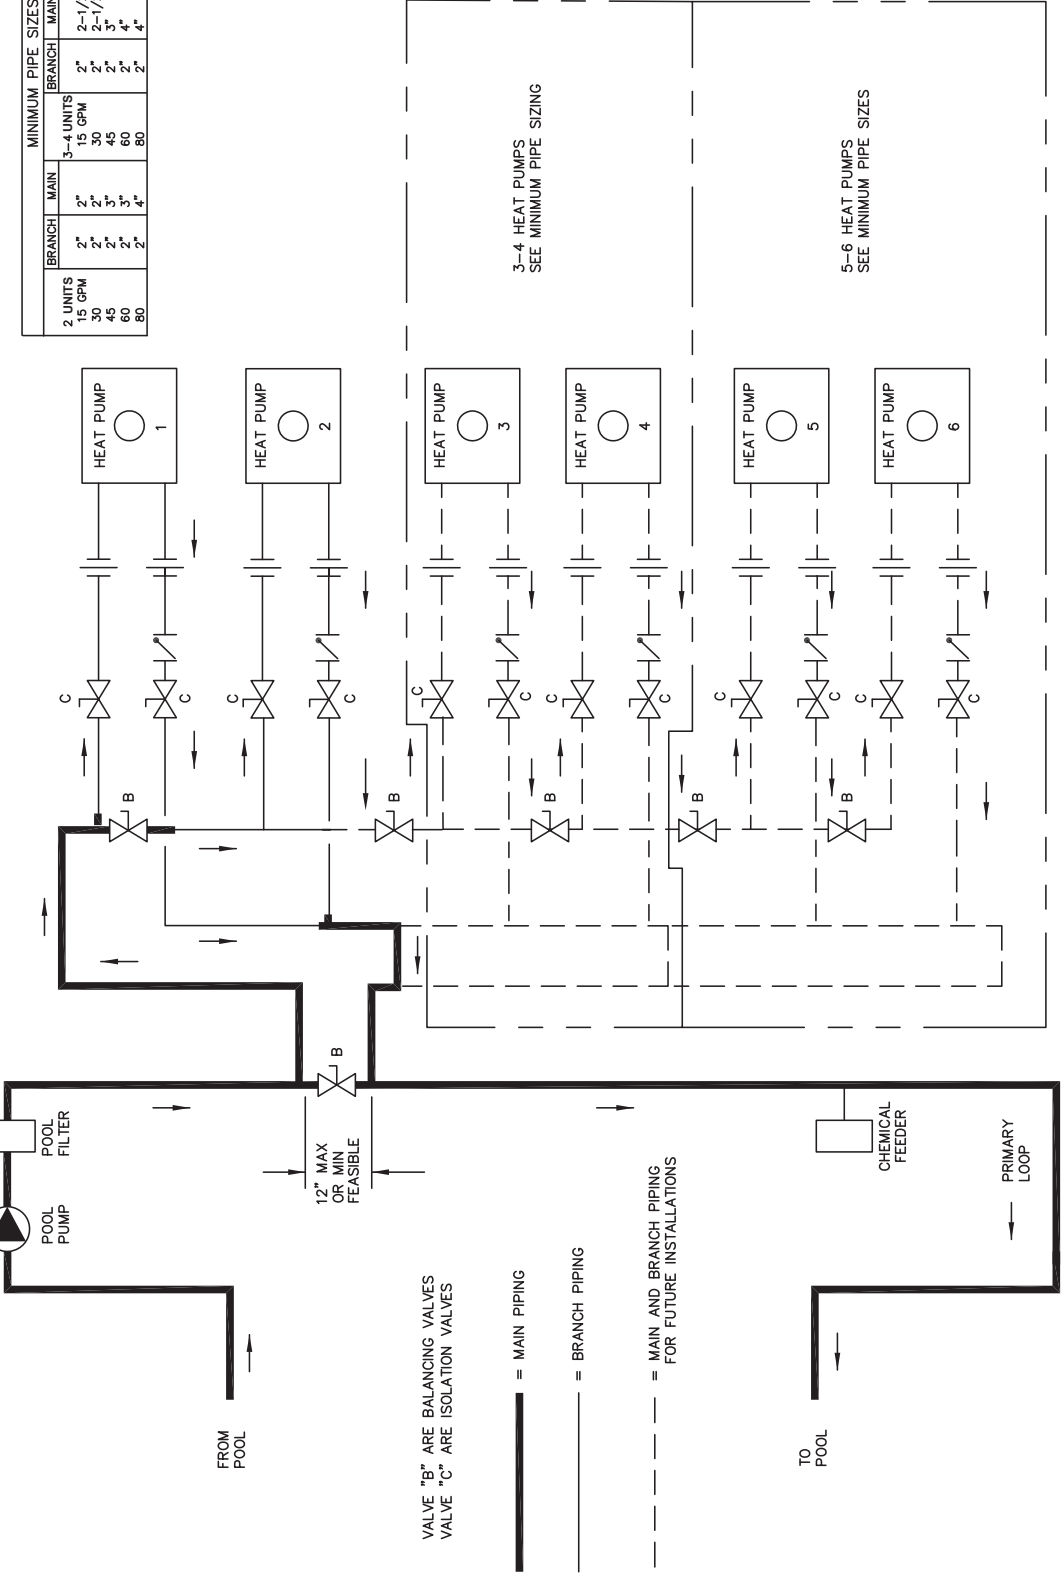 MINIMUM PIPE SIZES
BRANCH MAIN BRANCH MAIN
2 UNITS 3-4 UNITS
15 GPM 2" 2" 15 GPM 2"
30 2" 2" 30 2"
45 2" 3" 45 2" 3"
60 2" 3" 60 2" 4"
80 2" 4" 80 2" 4"
POOL
PUMP
POOL
FILTER
FROM
POOL
12" MAX
OR MIN
FEASIBLE
B
B
C
C
HEAT PUMP
1
C
C
HEAT PUMP
2
B
C
C
HEAT PUMP
3
B
C
C
HEAT PUMP
4
B
C
C
HEAT PUMP
5
B
C
C
HEAT PUMP
6
3-4 HEAT PUMPS
SEE MINIMUM PIPE SIZING
5-6 HEAT PUMPS
SEE MINIMUM PIPE SIZES
VALVE "B" ARE BALANCING VALVES
VALVE "C" ARE ISOLATION VALVES
= MAIN PIPING
= BRANCH PIPING
= MAIN AND BRANCH PIPING
FOR FUTURE INSTALLATIONS
TO
POOL
CHEMICAL
FEEDER
PRIMARY
LOOP